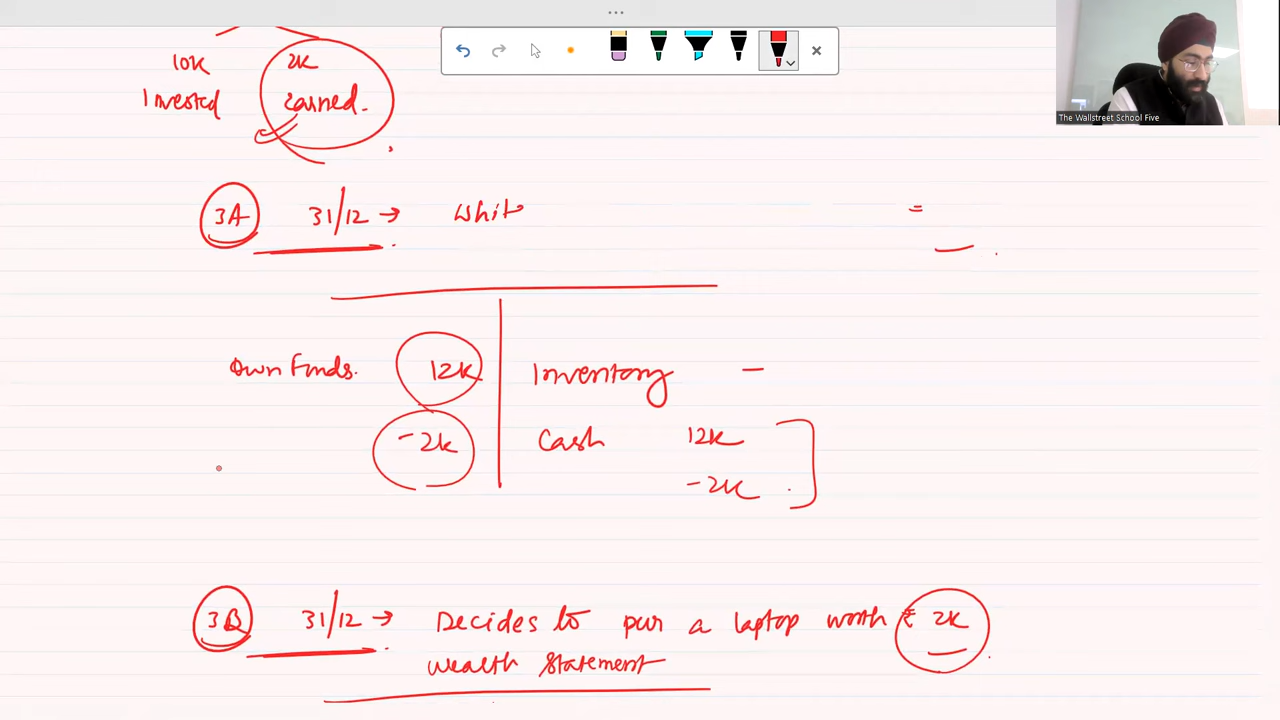 10K 2K
Invested earned.
The Wallstreet School Five
3A 31/12 → Whit
=
Own Funds. 12K Inventory —
-2K Cash 12K
-2K
3B 31/12 → Decides to pur a laptop worth ₹ 2K
Wealth Statement